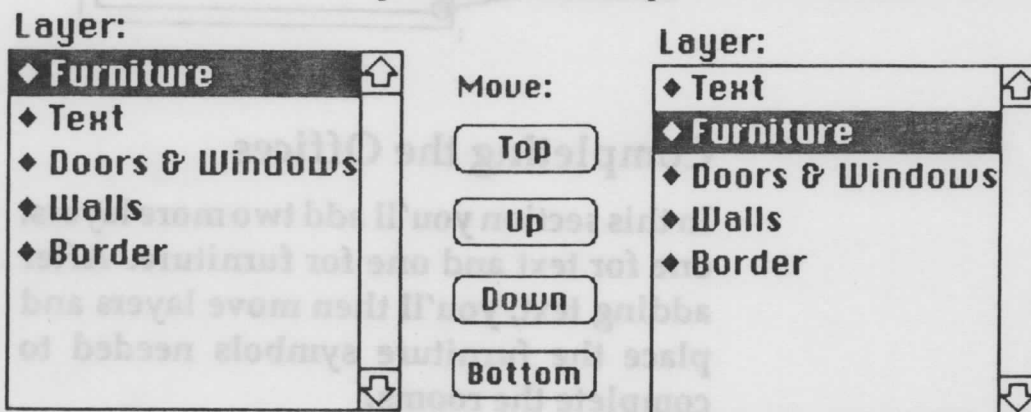 Layer:
◆ Furniture
◆ Text
◆ Doors & Windows
◆ Walls
◆ Border
Move:
Top
Up
Down
Bottom
Layer:
◆ Text
◆ Furniture
◆ Doors & Windows
◆ Walls
◆ Border
Completing the Offices
In this section you'll add two more layers:
one for text and one for furniture. After
adding text, you'll then move layers and
place the furniture symbols needed to
complete the rooms.